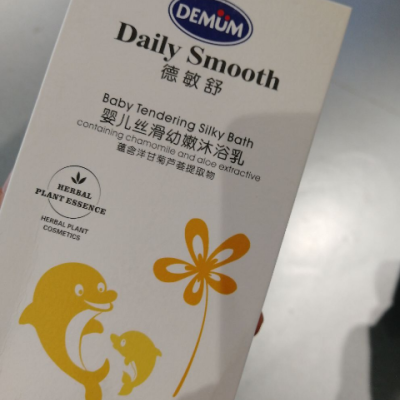 DEMÜM
Daily Smooth
德敏舒
Baby Tendering Silky Bath
婴儿丝滑幼嫩沐浴乳
containing chamomile and aloe extractive
蕴含洋甘菊芦荟提取物
HERBAL
PLANT ESSENCE
HERBAL PLANT
COSMETICS